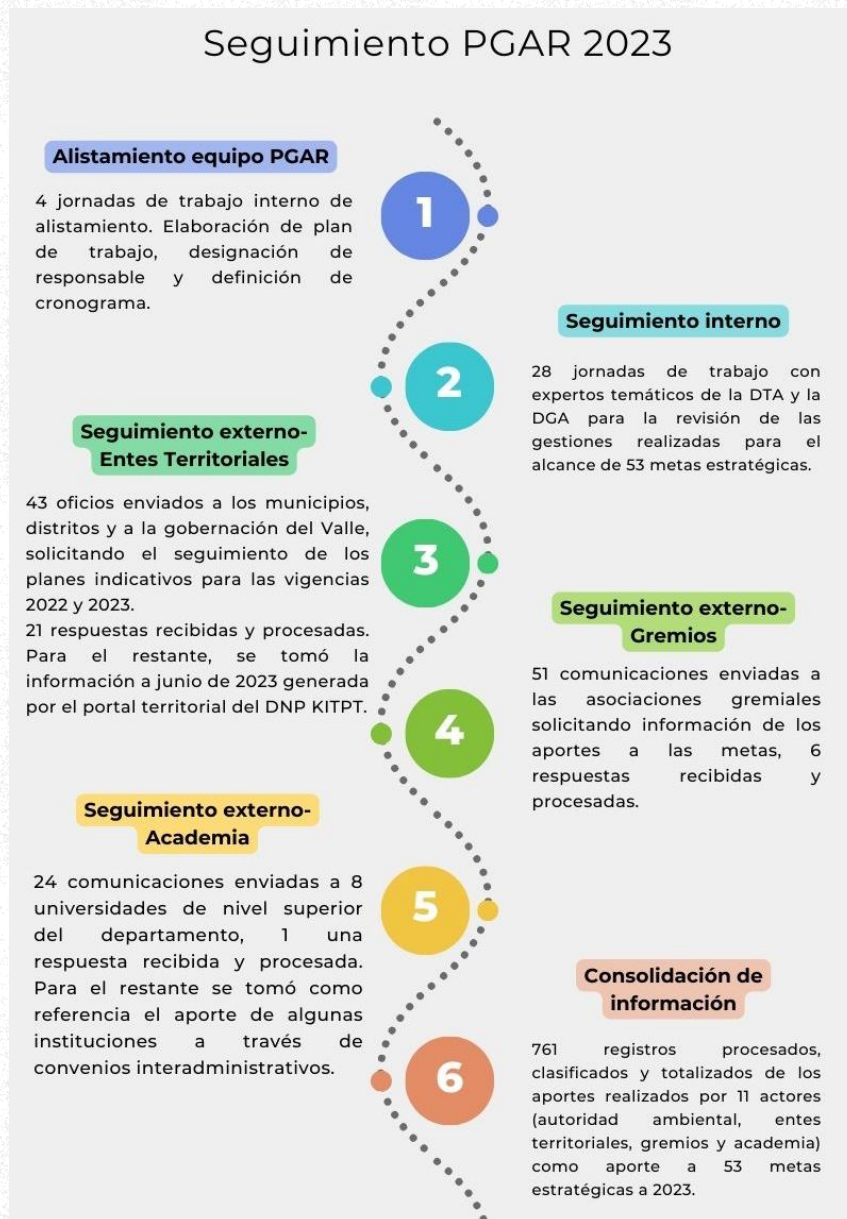 Seguimiento PGAR 2023
Alistamiento equipo PGAR
4 jornadas de trabajo interno de
alistamiento. Elaboración de plan
de trabajo, designación de
responsable y definición de
cronograma.
1
Seguimiento interno
28 jornadas de trabajo con
expertos temáticos de la DTA y la
DGA para la revisión de las
gestiones realizadas para el
alcance de 53 metas estratégicas.
2
Seguimiento externo-
Entes Territoriales
43 oficios enviados a los municipios,
distritos y a la gobernación del Valle,
solicitando el seguimiento de los
planes indicativos para las vigencias
2022 y 2023.
21 respuestas recibidas y procesadas.
Para el restante, se tomó la
información a junio de 2023 generada
por el portal territorial del DNP KITPT.
3
Seguimiento externo-
Gremios
51 comunicaciones enviadas a
las asociaciones gremiales
solicitando información de los
aportes a las metas, 6
respuestas recibidas y
procesadas.
4
Seguimiento externo-
Academia
24 comunicaciones enviadas a 8
universidades de nivel superior
del departamento, 1 una
respuesta recibida y procesada.
Para el restante se tomó como
referencia el aporte de algunas
instituciones a través de
convenios interadministrativos.
5
Consolidación de
información
761 registros procesados,
clasificados y totalizados de los
aportes realizados por 11 actores
(autoridad ambiental, entes
territoriales, gremios y academia)
como aporte a 53 metas
estratégicas a 2023.
6